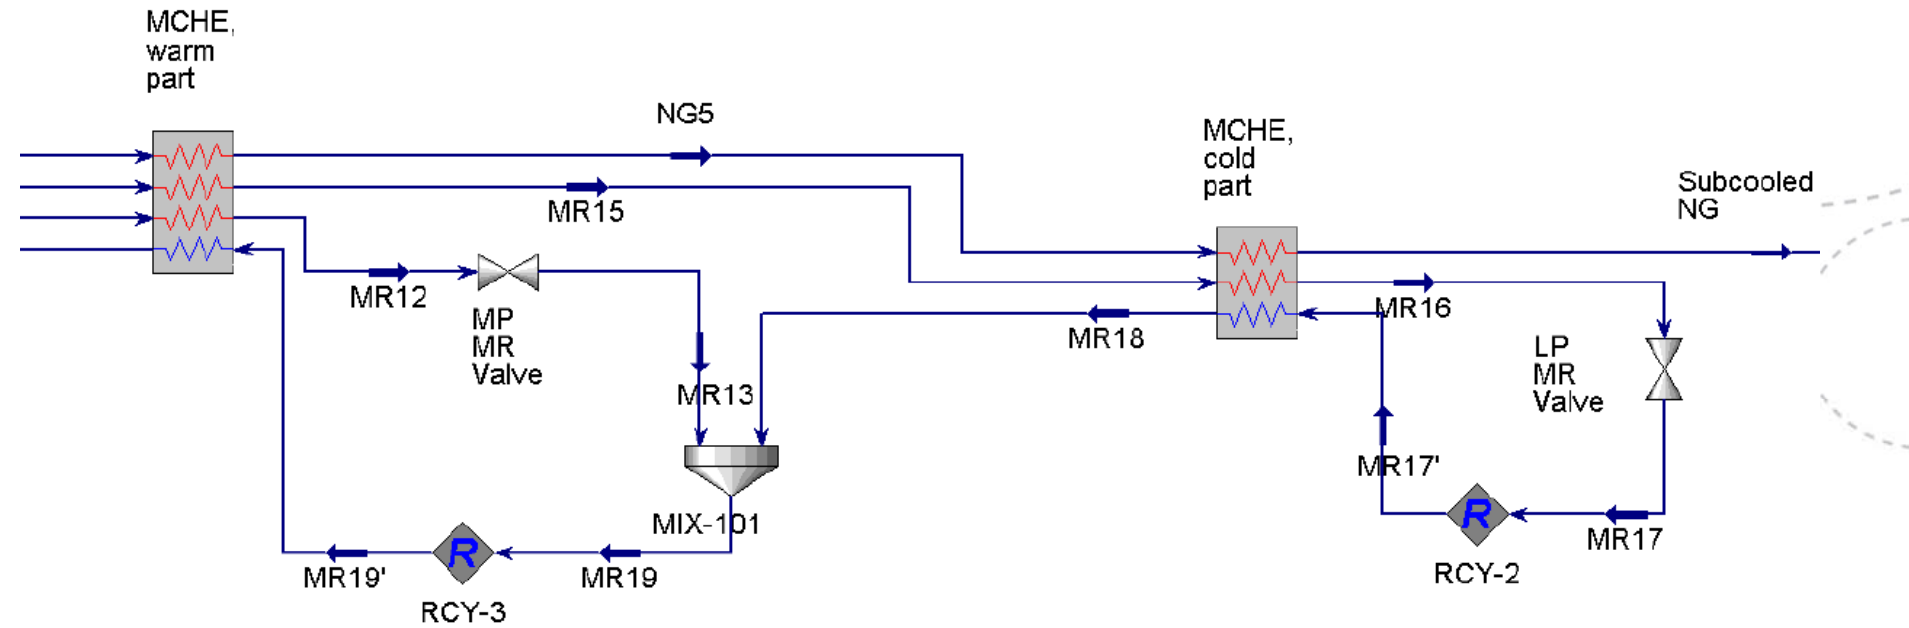 MCHE,
warm
part
NG5
MCHE,
cold
part
Subcooled
NG
MR15
MR12
MP
MR
Valve
MR16
MR18
LP
MR
Valve
MR13
MR17'
MIX-101
R
MR17
R
RCY-2
MR19'
MR19
RCY-3